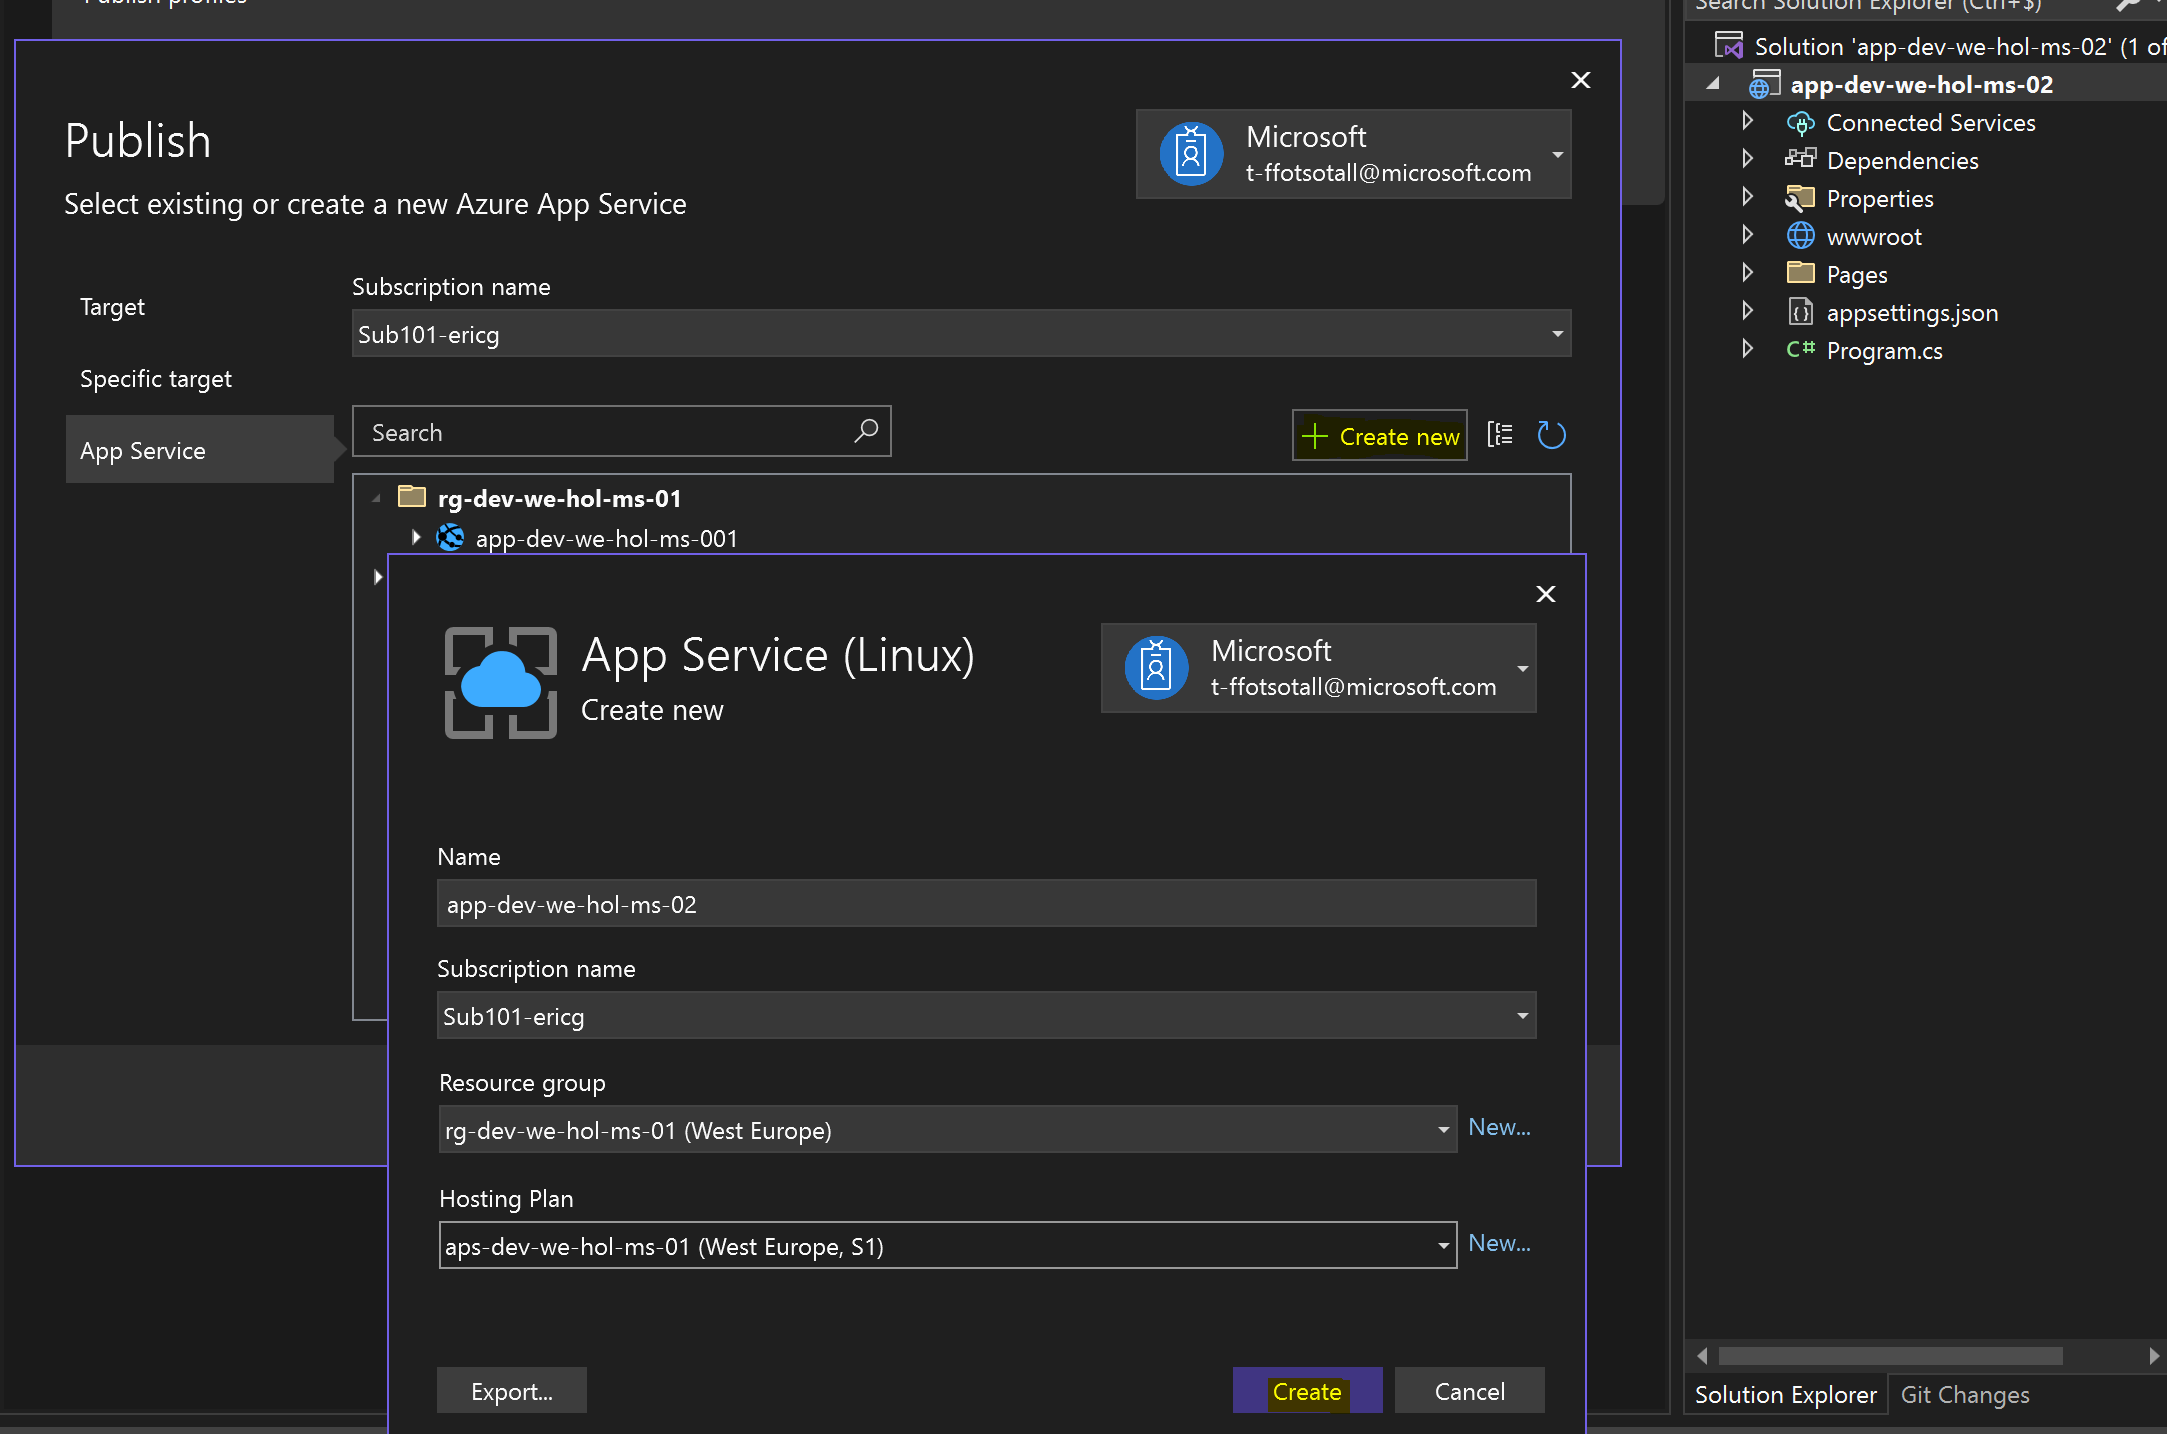 Publish profiles
Publish
Select existing or create a new Azure App Service
Microsoft
t-ffotsotall@microsoft.com
Target
Specific target
App Service
Subscription name
Sub101-ericg
Search
Create new
rg-dev-we-hol-ms-01
app-dev-we-hol-ms-001
App Service (Linux)
Create new
Microsoft
t-ffotsotall@microsoft.com
Name
app-dev-we-hol-ms-02
Subscription name
Sub101-ericg
Resource group
rg-dev-we-hol-ms-01 (West Europe)
New...
Hosting Plan
aps-dev-we-hol-ms-01 (West Europe, S1)
New...
Export...
Create
Cancel
Search Solution Explorer (Ctrl+$)
Solution 'app-dev-we-hol-ms-02' (1 of
app-dev-we-hol-ms-02
Connected Services
Dependencies
Properties
wwwroot
Pages
appsettings.json
C# Program.cs
Solution Explorer
Git Changes